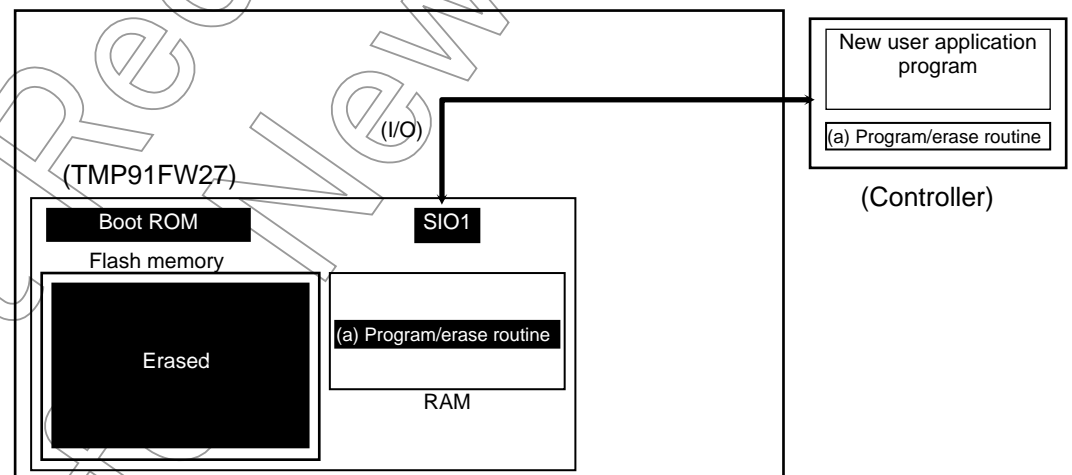 New user application
program
(a) Program/erase routine
(Controller)
(I/O)
(TMP91FW27)
Boot ROM
SIO1
Flash memory
Erased
(a) Program/erase routine
RAM